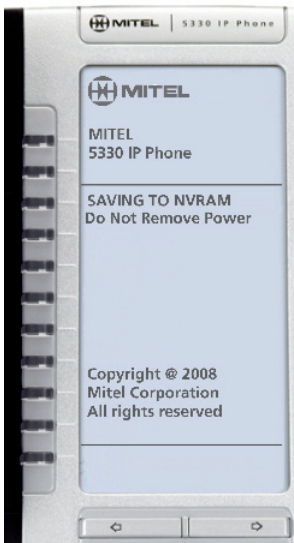 MITEL | 5330 IP Phone
MITEL
MITEL
5330 IP Phone
SAVING TO NVRAM
Do Not Remove Power
Copyright @ 2008
Mitel Corporation
All rights reserved